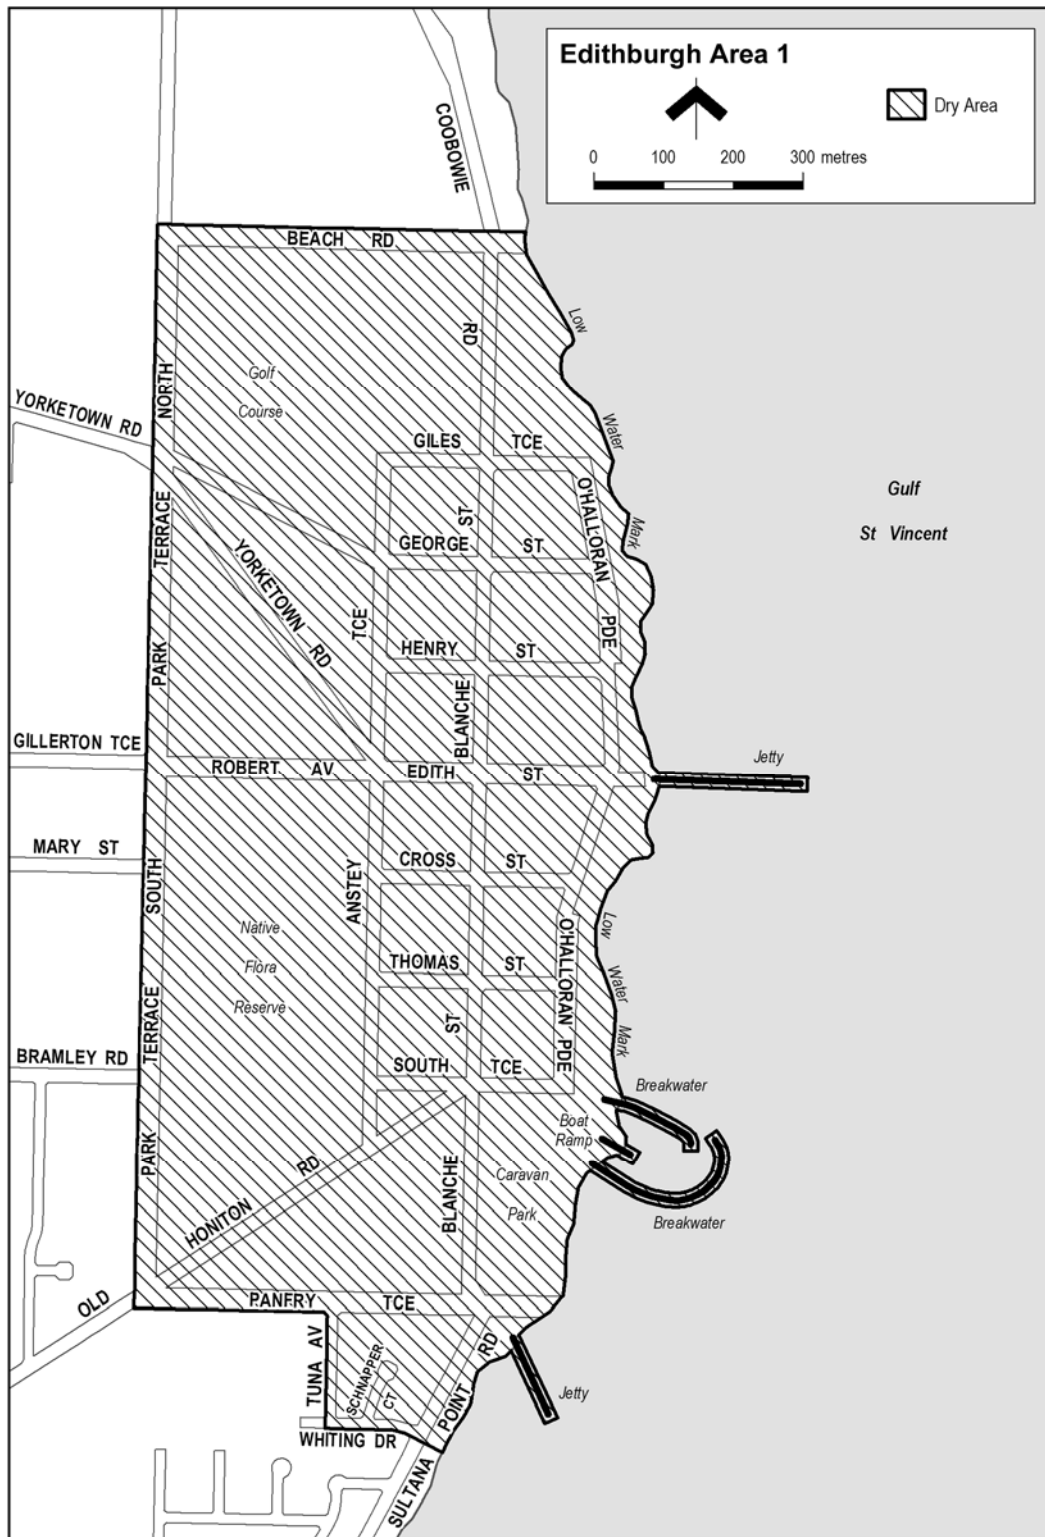 Edithburgh Area 1
Dry Area
0 100 200 300 metres
COOBOWIE
BEACH RD
Low
RD
NORTH
Golf
Course
YORKETOWN RD
Water
GILES TCE
O'HALLORAN
Gulf
TERRACE
ST
Mark
St Vincent
GEORGE ST
YORKETOWN RD
TCE
PDE
HENRY ST
PARK
BLANCHE
GILLERTON TCE
Jetty
ROBERT AV
EDITH ST
MARY ST
CROSS ST
SOUTH
ANSTEY
Native
Flora
Reserve
Low
O'HALLORAN PDE
THOMAS ST
Water
TERRACE
ST
Mark
BRAMLEY RD
SOUTH TCE
Breakwater
Boat
Ramp
PARK
HONITON RD
BLANCHE
Caravan
Park
Breakwater
OLD
PANFRY TCE
TUNA AV
SCHNAPPER
CT
RD
POINT
Jetty
WHITING DR
SULTANA